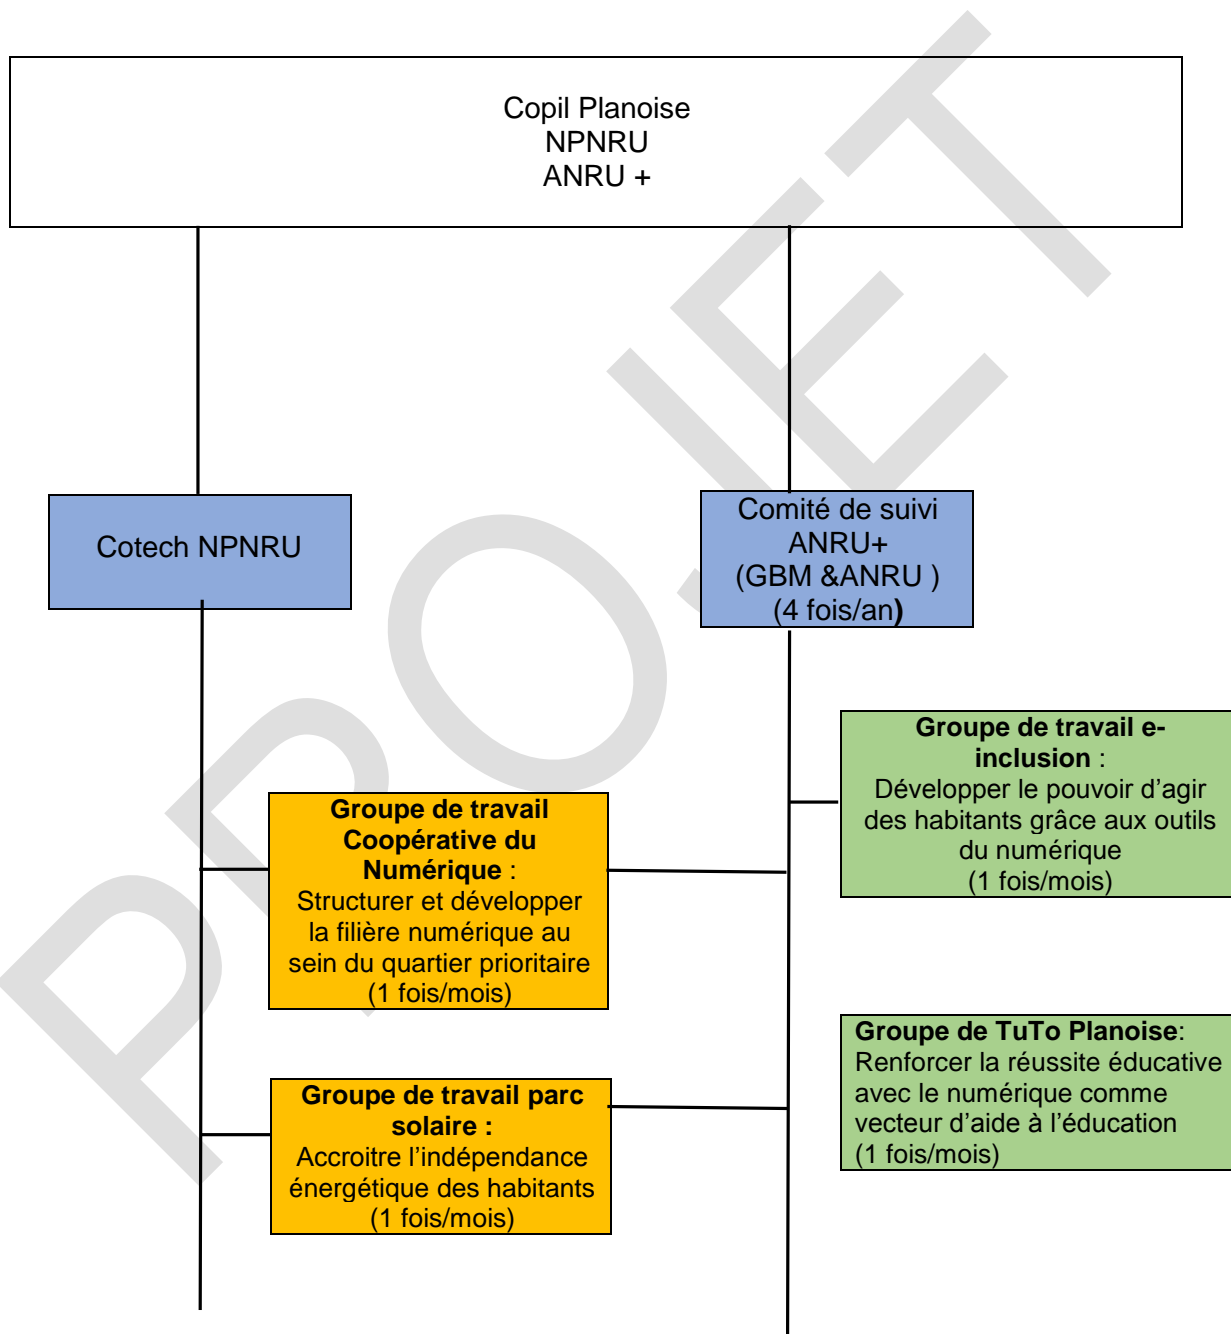 Copil Planoise
NPNRU
ANRU +
Cotech NPNRU
Comité de suivi
ANRU+
(GBM &ANRU )
(4 fois/an)
Groupe de travail e-
inclusion :
Développer le pouvoir d’agir
des habitants grâce aux outils
du numérique
(1 fois/mois)
Groupe de travail
Coopérative du
Numérique :
Structurer et développer
la filière numérique au
sein du quartier prioritaire
(1 fois/mois)
Groupe de TuTo Planoise:
Renforcer la réussite éducative
avec le numérique comme
vecteur d’aide à l’éducation
(1 fois/mois)
Groupe de travail parc
solaire :
Accroitre l’indépendance
énergétique des habitants
(1 fois/mois)
PROJET